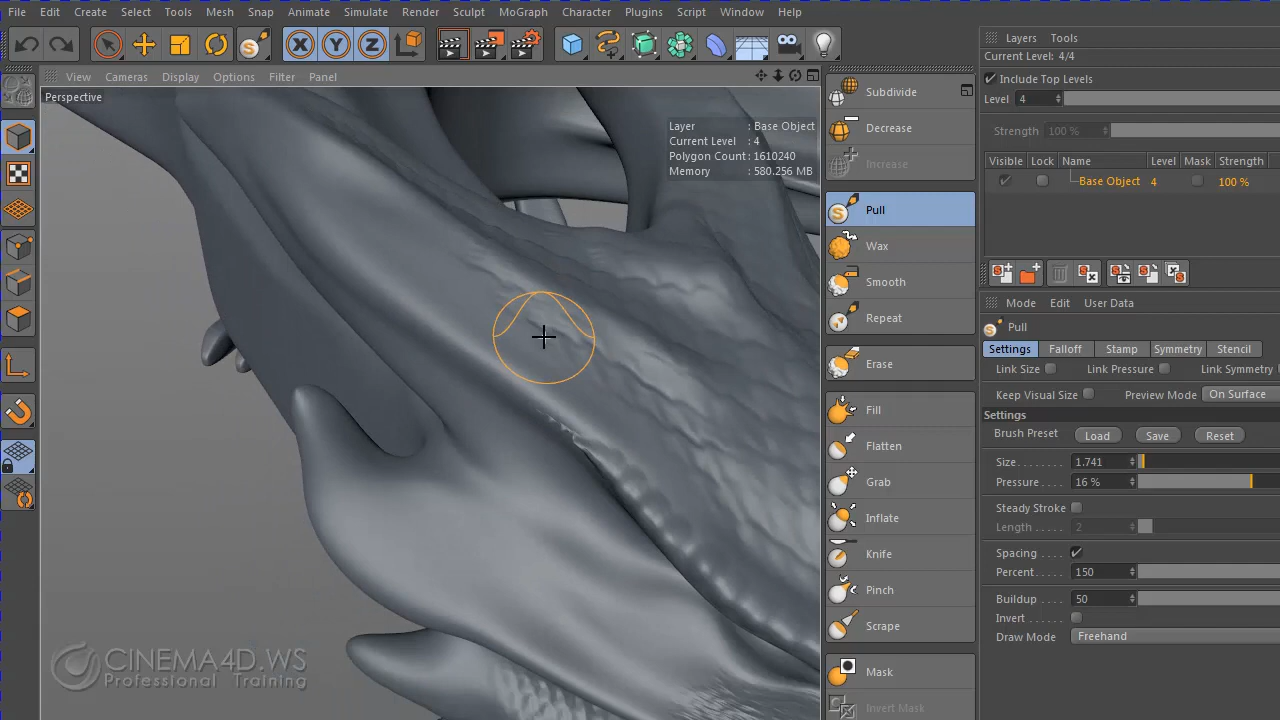 File Edit Create Select Tools Mesh Snap Animate Simulate Render Sculpt MoGraph Character Plugins Script Window Help
Layers Tools
Current Level: 4/4
Include Top Levels
Level 4
Strength 100 %
Visible Lock Name Level Mask Strength
Base Object 4 100 %
View Cameras Display Options Filter Panel
Perspective
Layer : Base Object
Current Level : 4
Polygon Count : 1610240
Memory : 580.256 MB
Subdivide
Decrease
Increase
Pull
Wax
Smooth
Repeat
Erase
Fill
Flatten
Grab
Inflate
Knife
Pinch
Scrape
Mask
Invert Mask
Mode Edit User Data
Pull
Settings Falloff Stamp Symmetry Stencil
Link Size Link Pressure Link Symmetry
Keep Visual Size Preview Mode On Surface
Settings
Brush Preset Load Save Reset
Size 1.741
Pressure 16 %
Steady Stroke
Length 2
Spacing
Percent 150
Buildup 50
Invert
Draw Mode Freehand
CINEMA4D.WS
Professional Training